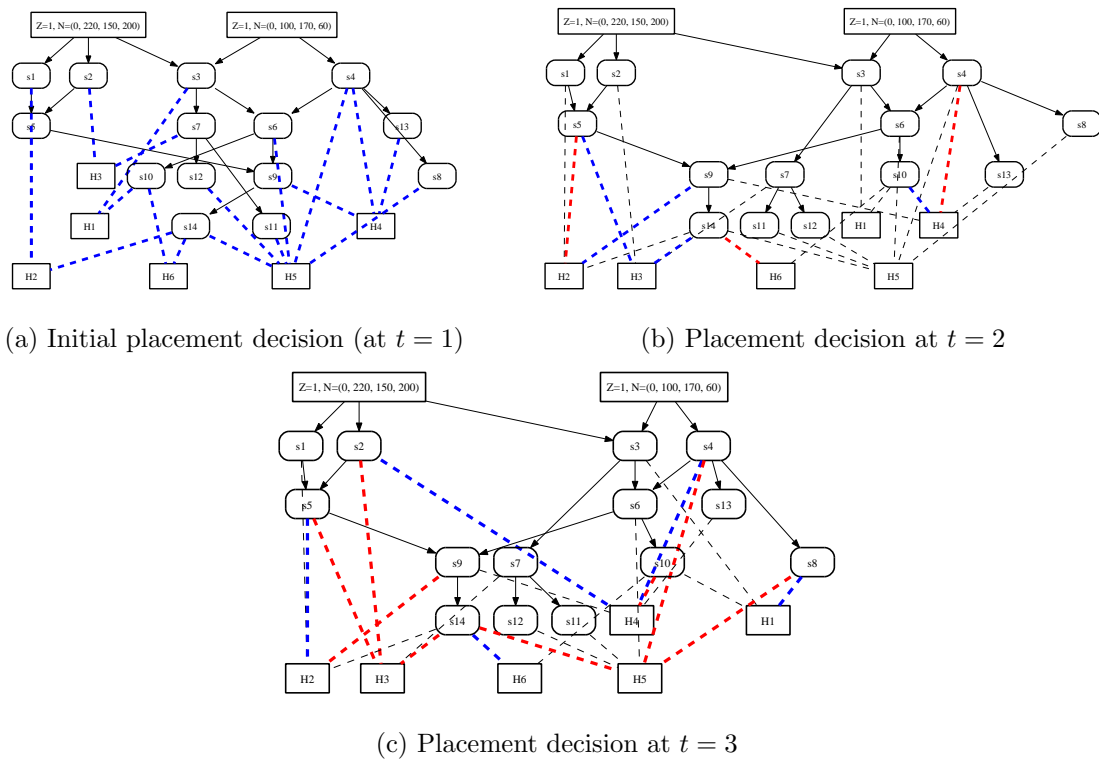 Z=1, N=(0, 220, 150, 200) Z=1, N=(0, 100, 170, 60)
s1 s2 s3 s4
s5 s7 s6 s13
H3 s10 s12 s9 s8
H1 s14 s11 H4
H2 H6 H5
(a) Initial placement decision (at t = 1)
Z=1, N=(0, 220, 150, 200) Z=1, N=(0, 100, 170, 60)
s1 s2 s3 s4
s5 s6 s8
s9 s7 s10 s13
s14 s11 s12 H1 H4
H2 H3 H6 H5
(b) Placement decision at t = 2
Z=1, N=(0, 220, 150, 200) Z=1, N=(0, 100, 170, 60)
s1 s2 s3 s4
s5 s6 s13
s9 s7 s10 s8
s14 s12 s11 H4 H1
H2 H3 H6 H5
(c) Placement decision at t = 3